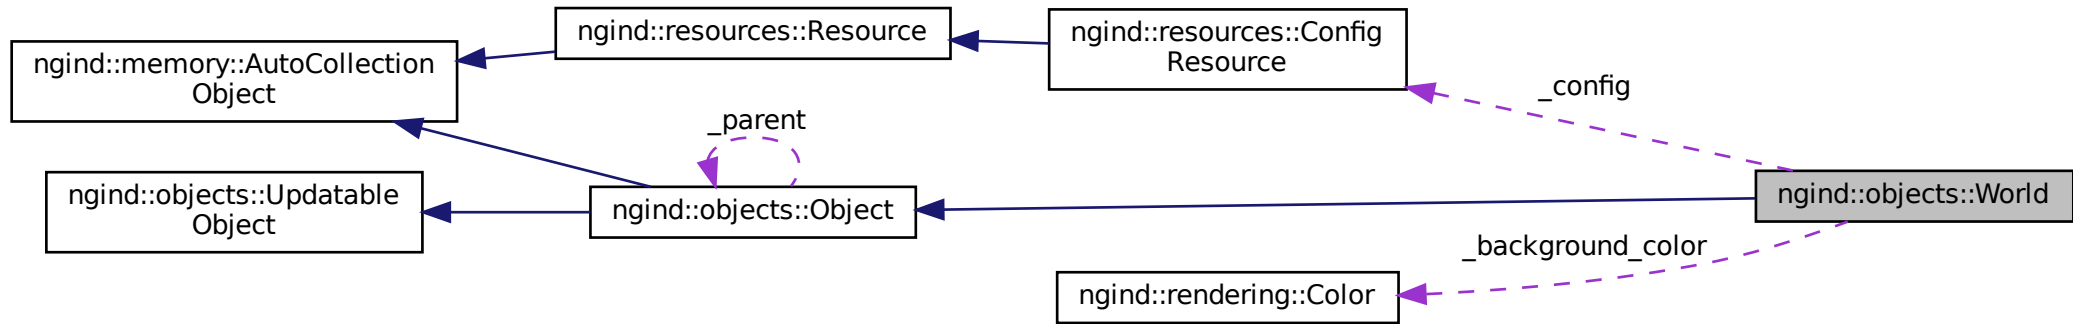 ngind::memory::AutoCollection
Object
ngind::resources::Resource
ngind::resources::Config
Resource
_config
_parent
ngind::objects::Updatable
Object
ngind::objects::Object
ngind::objects::World
_background_color
ngind::rendering::Color